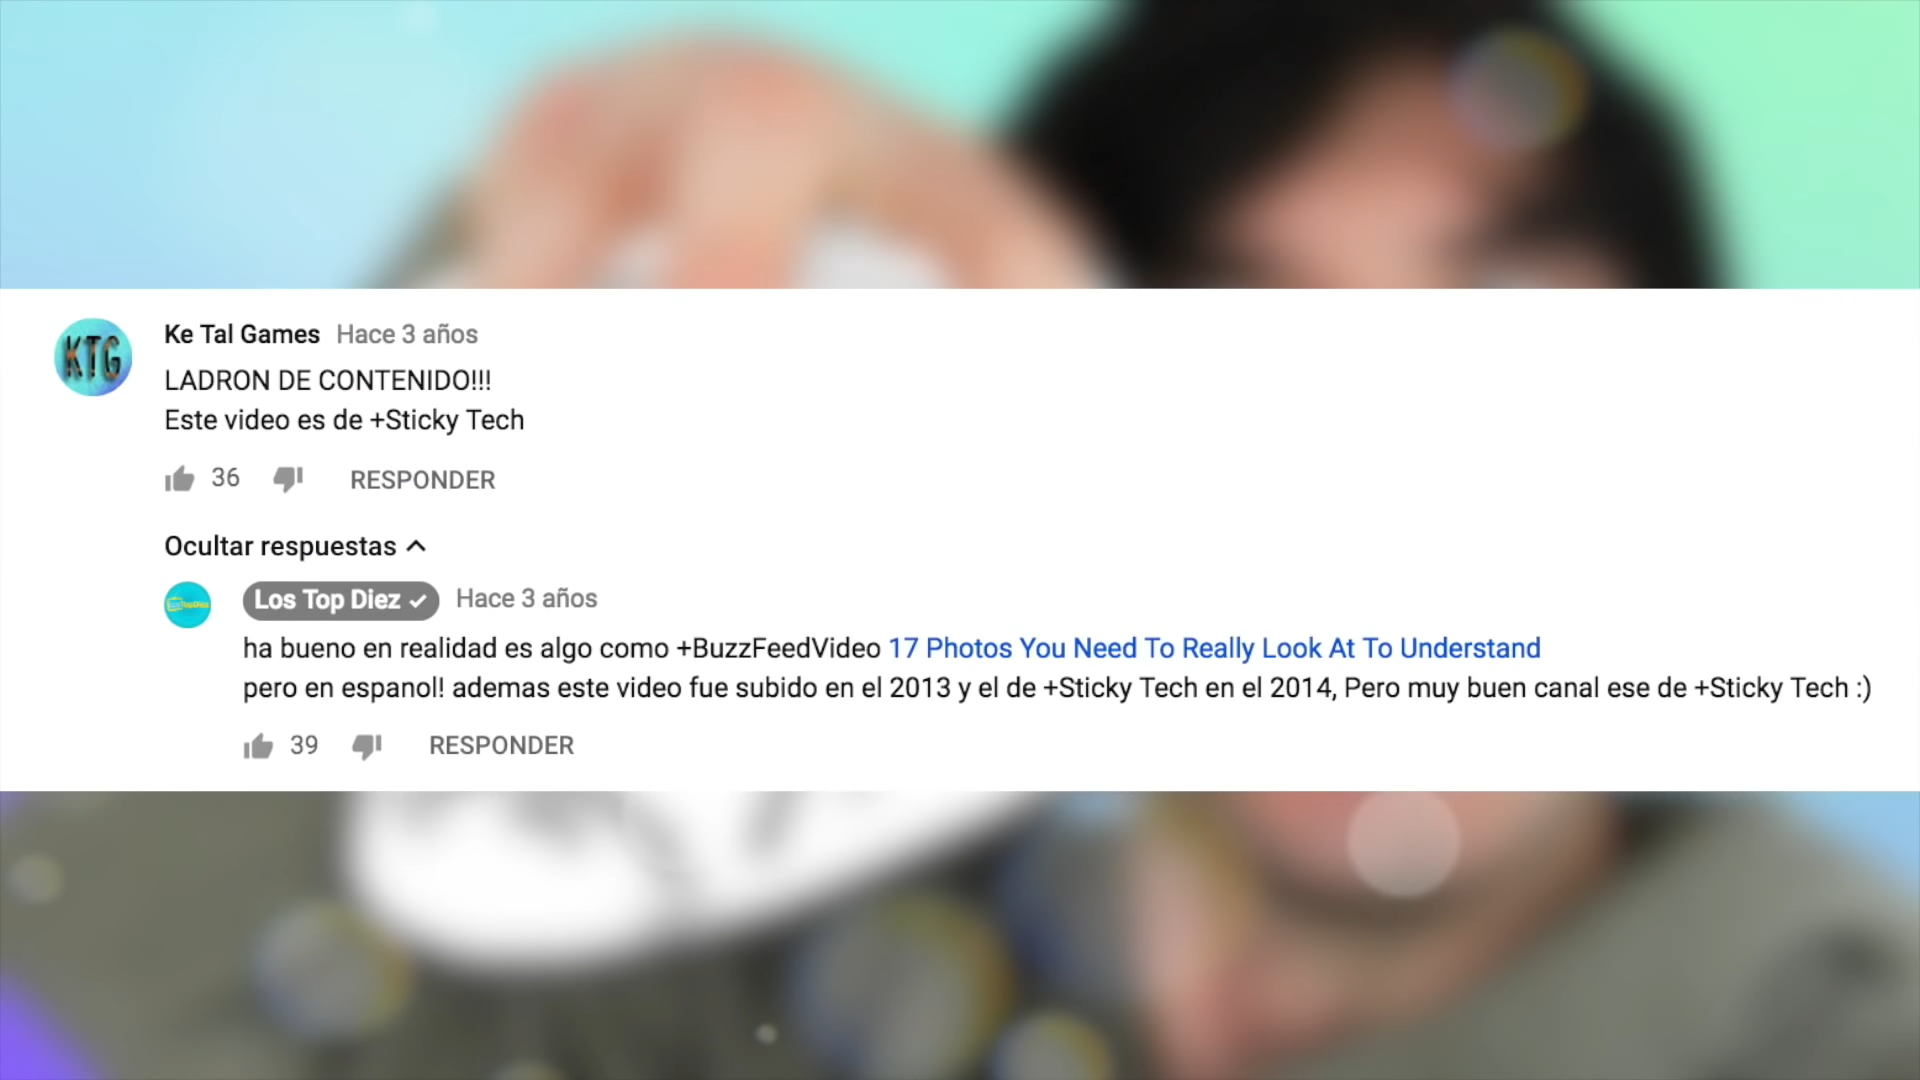 KTG
Ke Tal Games Hace 3 años
LADRON DE CONTENIDO!!!
Este video es de +Sticky Tech
36 RESPONDER
Ocultar respuestas
Los Top Diez Hace 3 años
ha bueno en realidad es algo como +BuzzFeedVideo 17 Photos You Need To Really Look At To Understand
pero en espanol! ademas este video fue subido en el 2013 y el de +Sticky Tech en el 2014, Pero muy buen canal ese de +Sticky Tech :)
39 RESPONDER